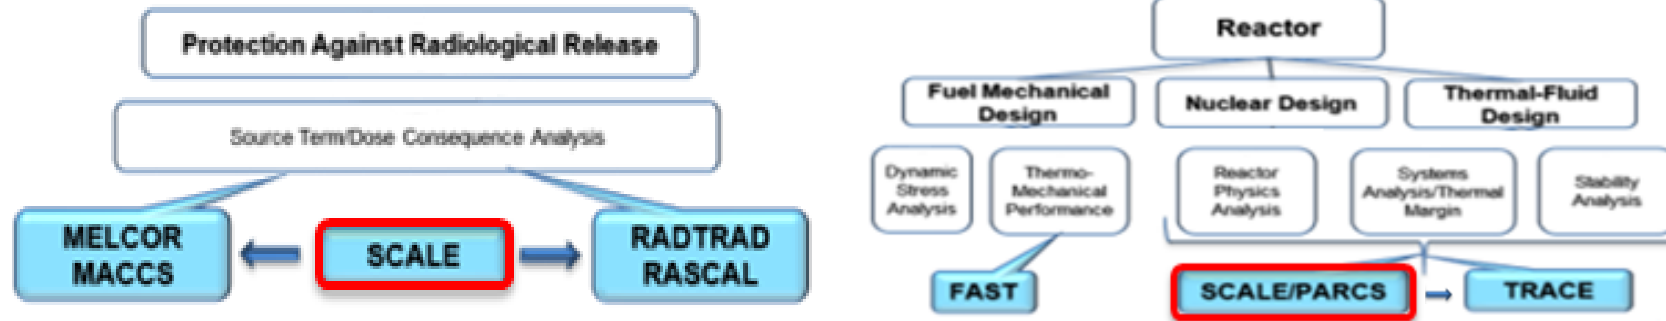 Protection Against Radiological Release
Source Term/Dose Consequence Analysis
MELCOR
MACCS
SCALE
RADTRAD
RASCAL
Reactor
Fuel Mechanical
Design
Nuclear Design
Thermal-Fluid
Design
Dynamic
Stress
Analysis
Thermo-
Mechanical
Performance
Reactor
Physics
Analysis
Systems
Analysis/Thermal
Margin
Stability
Analysis
FAST
SCALE/PARCS
TRACE